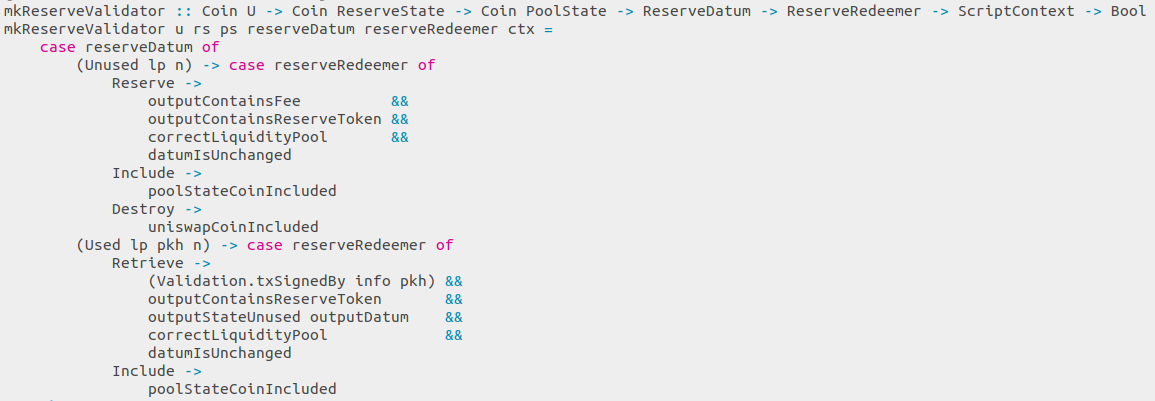 mkReserveValidator :: Coin U -> Coin ReserveState -> Coin PoolState -> ReserveDatum -> ReserveRedeemer -> ScriptContext -> Bool
mkReserveValidator u rs ps reserveDatum reserveRedeemer ctx =
    case reserveDatum of
        (Unused lp n) -> case reserveRedeemer of
            Reserve ->
                outputContainsFee          &&
                outputContainsReserveToken &&
                correctLiquidityPool       &&
                datumIsUnchanged
            Include ->
                poolStateCoinIncluded
            Destroy ->
                uniswapCoinIncluded
        (Used lp pkh n) -> case reserveRedeemer of
            Retrieve ->
                (Validation.txSignedBy info pkh) &&
                outputContainsReserveToken       &&
                outputStateUnused outputDatum    &&
                correctLiquidityPool             &&
                datumIsUnchanged
            Include ->
                poolStateCoinIncluded